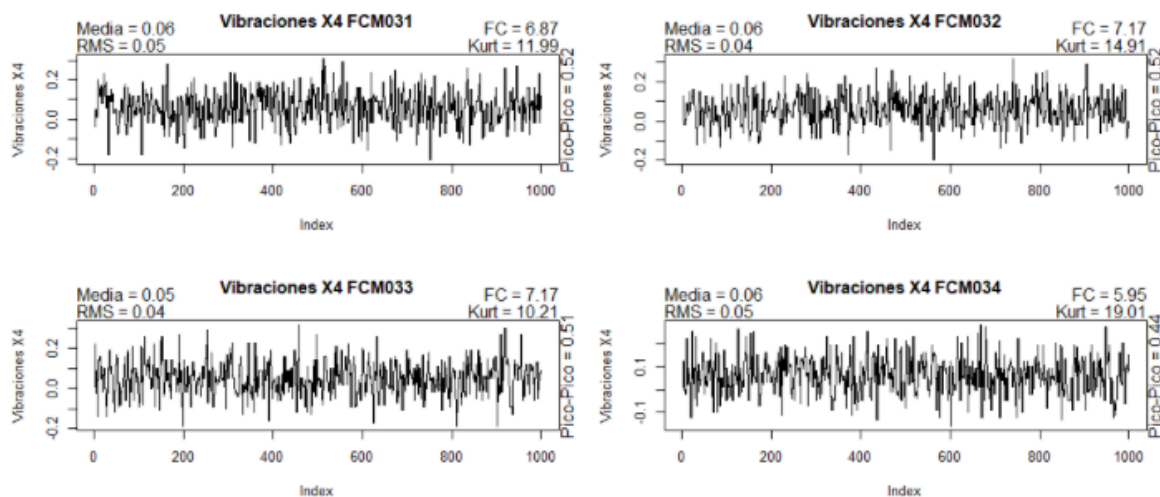 Vibraciones X4 FCM031
Media = 0.06
RMS = 0.05
FC = 6.87
Kurt = 11.99
Pico-Pico = 0.52
Vibraciones X4
0.2
0.0
-0.2
0 200 400 600 800 1000
Index
Vibraciones X4 FCM032
Media = 0.06
RMS = 0.04
FC = 7.17
Kurt = 14.91
Pico-Pico = 0.52
Vibraciones X4
0.2
0.0
-0.2
0 200 400 600 800 1000
Index
Vibraciones X4 FCM033
Media = 0.05
RMS = 0.04
FC = 7.17
Kurt = 10.21
Pico-Pico = 0.51
Vibraciones X4
0.2
0.0
-0.2
0 200 400 600 800 1000
Index
Vibraciones X4 FCM034
Media = 0.06
RMS = 0.05
FC = 5.95
Kurt = 19.01
Pico-Pico = 0.44
Vibraciones X4
0.1
-0.1
0 200 400 600 800 1000
Index